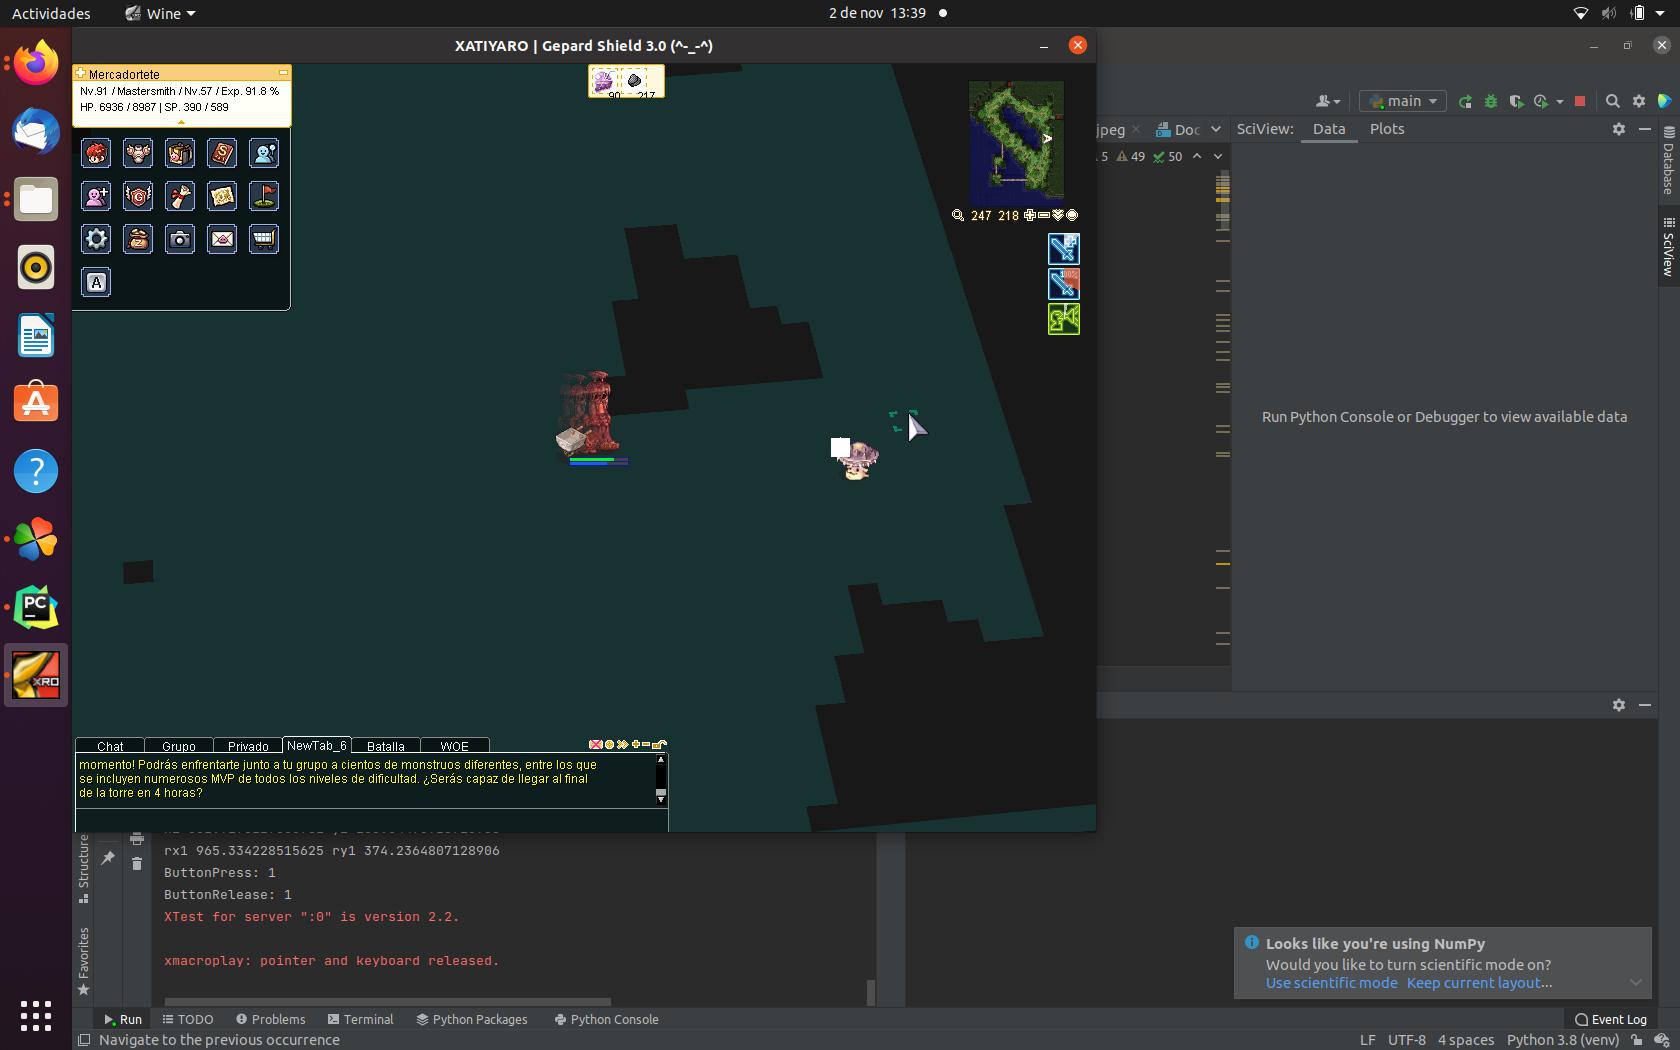 Actividades
Wine
2 de nov 13:39
XATIYARO | Gepard Shield 3.0 (^-_-^)
Mercadortete
Nv.91 / Mastersmith / Nv.57 / Exp. 91.8 %
HP. 6936 / 8987 | SP. 390 / 589
S
G
A
90
217
247 218
100%
main
jpeg
Doc
SciView:
Data
Plots
5
49
50
Database
SciView
Run Python Console or Debugger to view available data
PC
XRO
Chat
Grupo
Privado
NewTab_6
Batalla
WOE
momento! Podrás enfrentarte junto a tu grupo a cientos de monstruos diferentes, entre los que
se incluyen numerosos MVP de todos los niveles de dificultad. ¿Serás capaz de llegar al final
de la torre en 4 horas?
rx1 965.334228515625 ry1 374.2364807128906
ButtonPress: 1
ButtonRelease: 1
XTest for server ":0" is version 2.2.
xmacroplay: pointer and keyboard released.
Structure
Favorites
Looks like you're using NumPy
Would you like to turn scientific mode on?
Use scientific mode Keep current layout...
Run
TODO
Problems
Terminal
Python Packages
Python Console
Event Log
Navigate to the previous occurrence
LF
UTF-8
4 spaces
Python 3.8 (venv)